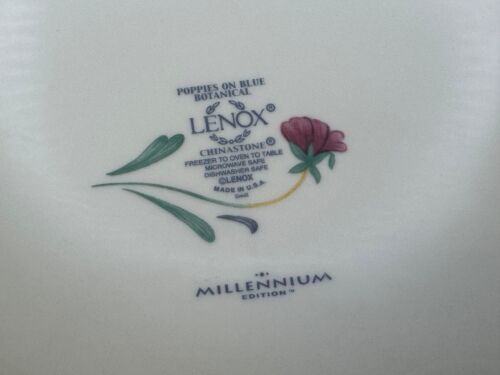 POPPIES ON BLUE
BOTANICAL
LENOX®
CHINASTONE®
FREEZER TO OVEN TO TABLE
MICROWAVE SAFE
DISHWASHER SAFE
©LENOX
MADE IN U.S.A.
MILLENNIUM
EDITION™